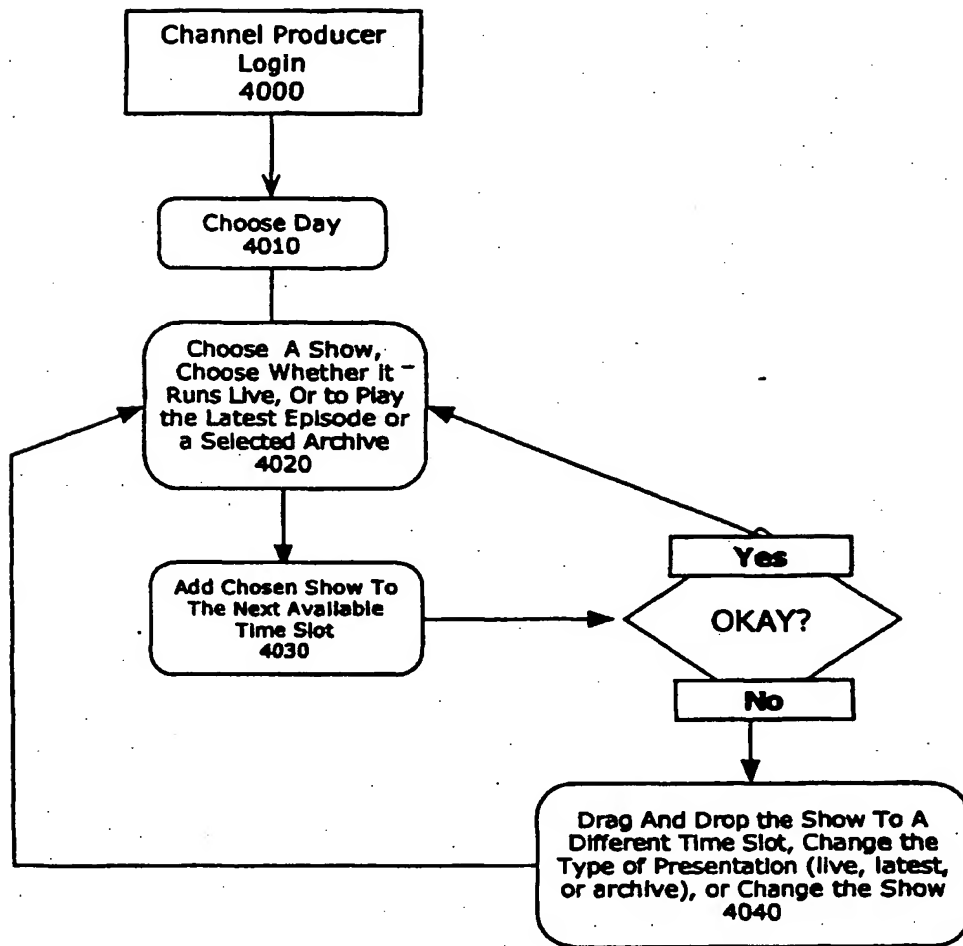 Channel Producer
Login
4000
Choose Day
4010
Choose A Show,
Choose Whether it
Runs Live, Or to Play
the Latest Episode or
a Selected Archive
4020
Add Chosen Show To
The Next Available
Time Slot
4030
Yes
OKAY?
No
Drag And Drop the Show To A
Different Time Slot, Change the
Type of Presentation (live, latest,
or archive), or Change the Show
4040